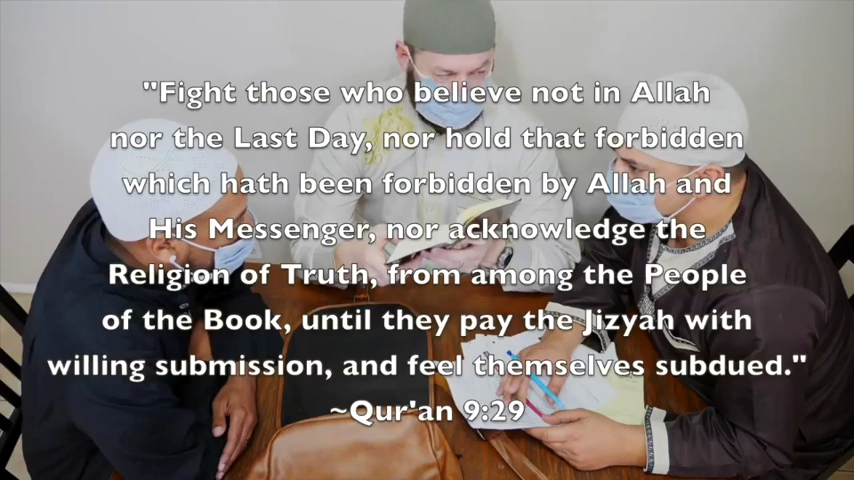 "Fight those who believe not in Allah
nor the Last Day, nor hold that forbidden
which hath been forbidden by Allah and
His Messenger, nor acknowledge the
Religion of Truth, from among the People
of the Book, until they pay the Jizyah with
willing submission, and feel themselves subdued."
~Qur'an 9:29